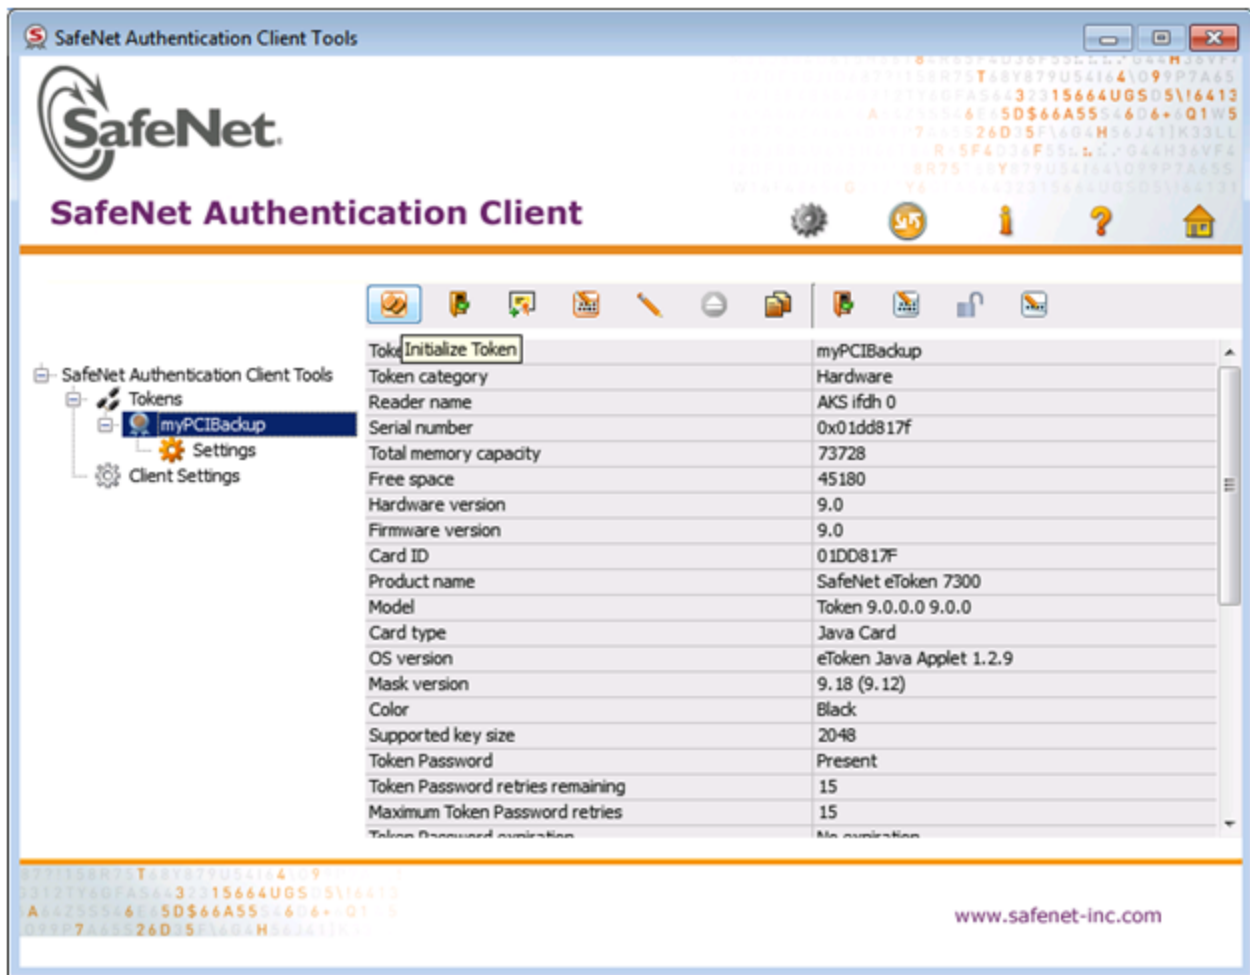 SafeNet Authentication Client Tools
SafeNet.
SafeNet Authentication Client
Initialize Token
SafeNet Authentication Client Tools
Tokens
myPCIBackup
Settings
Client Settings
myPCIBackup
Token category Hardware
Reader name AKS ifdh 0
Serial number 0x01dd817f
Total memory capacity 73728
Free space 45180
Hardware version 9.0
Firmware version 9.0
Card ID 01DD817F
Product name SafeNet eToken 7300
Model Token 9.0.0.0 9.0.0
Card type Java Card
OS version eToken Java Applet 1.2.9
Mask version 9.18 (9.12)
Color Black
Supported key size 2048
Token Password Present
Token Password retries remaining 15
Maximum Token Password retries 15
Token Password expiration No expiration
www.safenet-inc.com